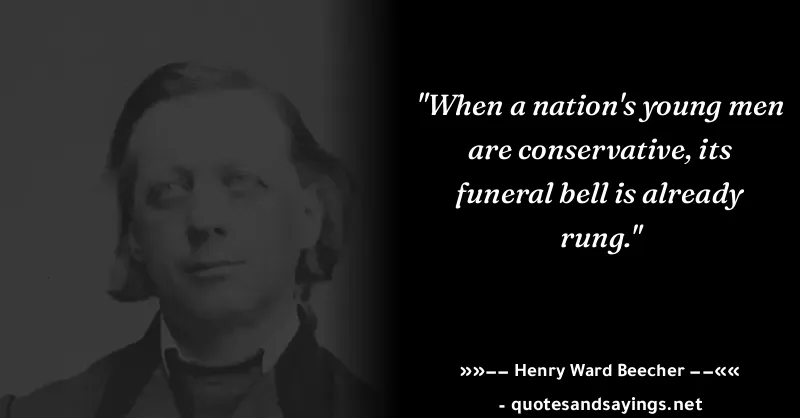 "When a nation's young men
are conservative, its
funeral bell is already
rung."
»»−− Henry Ward Beecher −−««
- quotesandsayings.net